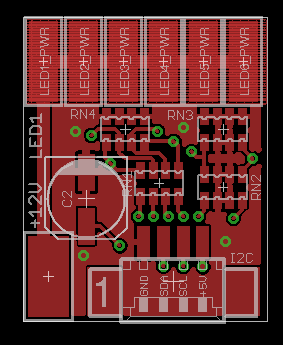 LED1+PWR
LED2+PWR
LED3+PWR
LED4+PWR
LED5+PWR
LED6+PWR
RN4
RN3
LED1
RN1
RN2
C2
+12V
I2C
1
GND
SDA
SCL
+5V